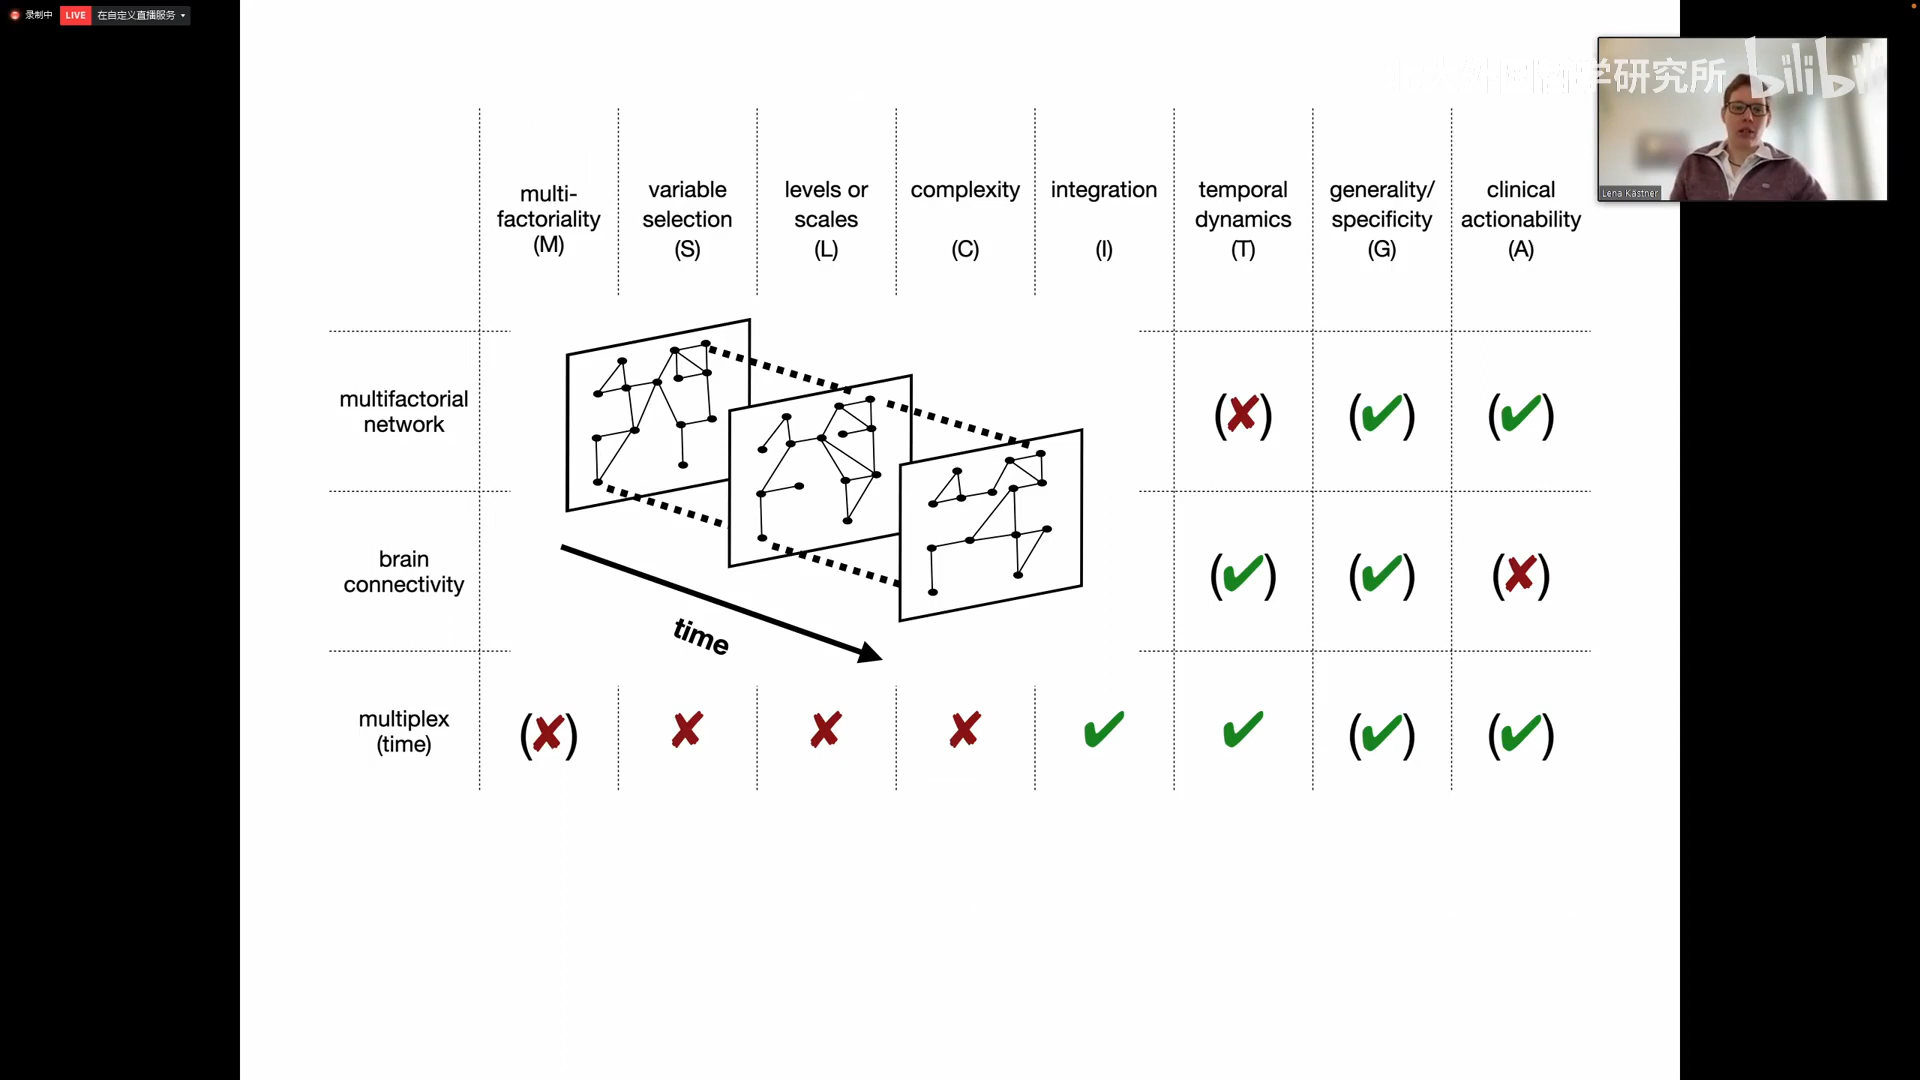 录制中 LIVE 在自定义直播服务
学研究所 bilibili
Lena Kästner
multi-
factoriality
(M)
variable
selection
(S)
levels or
scales
(L)
complexity
(C)
integration
(I)
temporal
dynamics
(T)
generality/
specificity
(G)
clinical
actionability
(A)
multifactorial
network
(✘) (✔) (✔)
brain
connectivity
(✔) (✔) (✘)
time
multiplex
(time)
(✘) ✘ ✘ ✘ ✔ ✔ (✔) (✔)